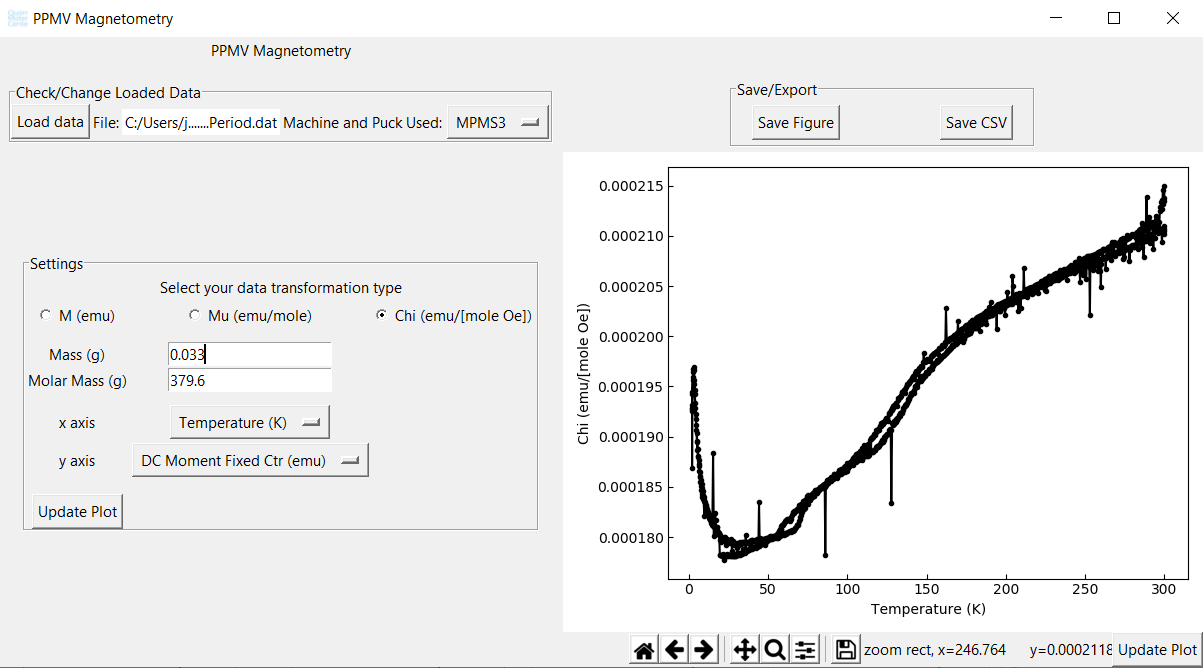 PPMV Magnetometry
PPMV Magnetometry
Check/Change Loaded Data
Load data File: C:/Users/j.......Period.dat Machine and Puck Used: MPMS3
Save/Export
Save Figure Save CSV
Settings
Select your data transformation type
M (emu) Mu (emu/mole) Chi (emu/[mole Oe])
Mass (g) 0.033
Molar Mass (g) 379.6
x axis Temperature (K)
y axis DC Moment Fixed Ctr (emu)
Update Plot
Chi (emu/[mole Oe])
0.000215
0.000210
0.000205
0.000200
0.000195
0.000190
0.000185
0.000180
0 50 100 150 200 250 300
Temperature (K)
zoom rect, x=246.764 y=0.0002118 Update Plot